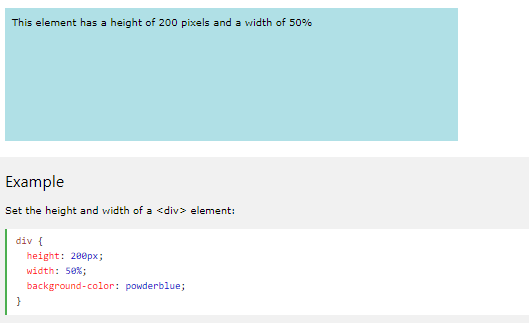 This element has a height of 200 pixels and a width of 50%
Example
Set the height and width of a <div> element:
div {
  height: 200px;
  width: 50%;
  background-color: powderblue;
}